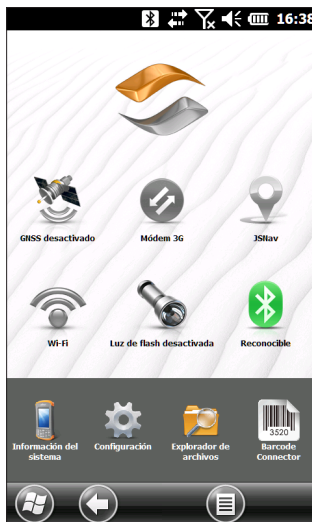 16:38
GNSS desactivado
Módem 3G
JSNav
Wi-Fi
Luz de flash desactivada
Reconocible
3520
Información del
sistema
Configuración
Explorador de
archivos
Barcode
Connector